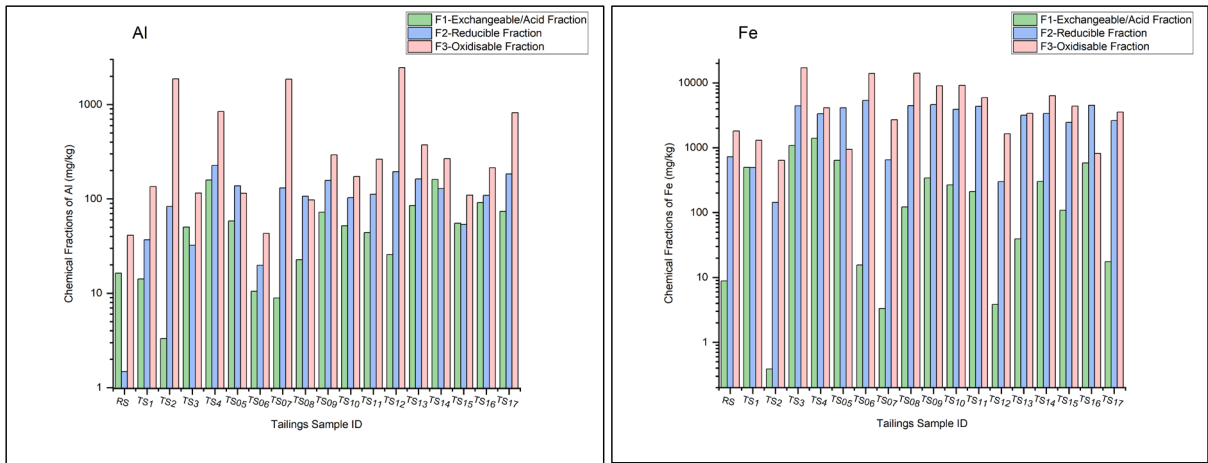 Al
F1-Exchangeable/Acid Fraction
F2-Reducible Fraction
F3-Oxidisable Fraction
Chemical Fractions of Al (mg/kg)
1000
100
10
1
RS TS1 TS2 TS3 TS4 TS05 TS06 TS07 TS08 TS09 TS10 TS11 TS12 TS13 TS14 TS15 TS16 TS17
Tailings Sample ID
Fe
F1-Exchangeable/Acid Fraction
F2-Reducible Fraction
F3-Oxidisable Fraction
Chemical Fractions of Fe (mg/kg)
10000
1000
100
10
1
RS TS1 TS2 TS3 TS4 TS05 TS06 TS07 TS08 TS09 TS10 TS11 TS12 TS13 TS14 TS15 TS16 TS17
Tailings Sample ID